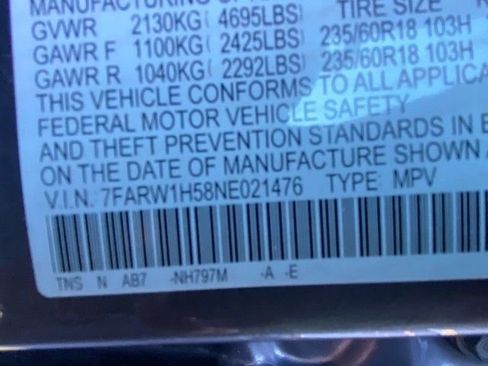 MANUFACTURING
TIRE SIZE
GVWR 2130KG( 4695LBS)
GAWR F 1100KG( 2425LBS) 235/60R18 103H
GAWR R 1040KG( 2292LBS) 235/60R18 103H
THIS VEHICLE CONFORMS TO ALL
FEDERAL MOTOR VEHICLE SAFETY
AND THEFT PREVENTION STANDARDS IN
ON THE DATE OF MANUFACTURE SHOWN
V.I.N.: 7FARW1H58NE021476 TYPE: MPV
TNS N AB7 -NH797M -A -E